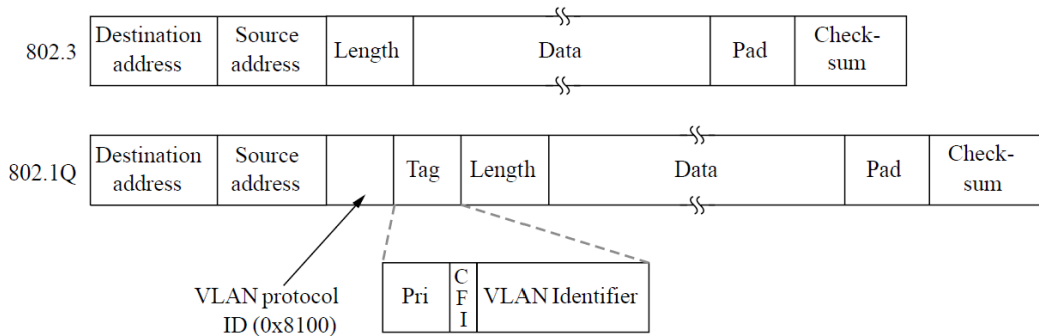 802.3
Destination
address
Source
address
Length
Data
Pad
Check-
sum
802.1Q
Destination
address
Source
address
Tag
Length
Data
Pad
Check-
sum
VLAN protocol
ID (0x8100)
Pri
C
F
I
VLAN Identifier